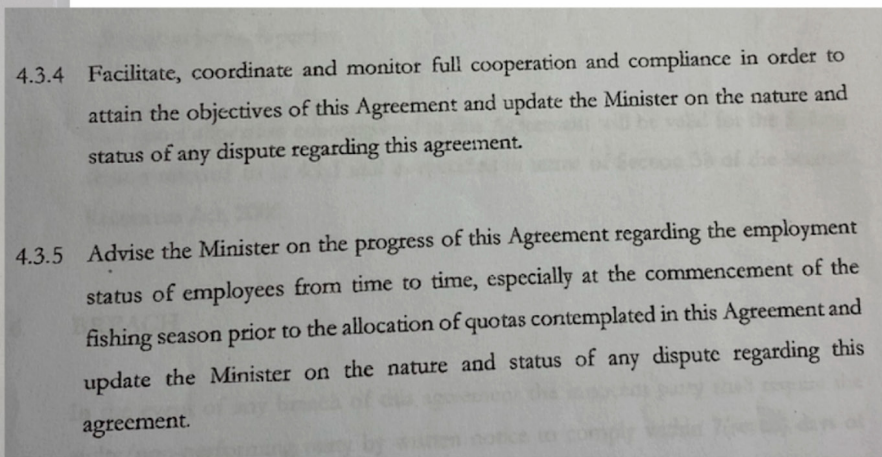 4.3.4 Facilitate, coordinate and monitor full cooperation and compliance in order to
attain the objectives of this Agreement and update the Minister on the nature and
status of any dispute regarding this agreement.
4.3.5 Advise the Minister on the progress of this Agreement regarding the employment
status of employees from time to time, especially at the commencement of the
fishing season prior to the allocation of quotas contemplated in this Agreement and
update the Minister on the nature and status of any dispute regarding this
agreement.